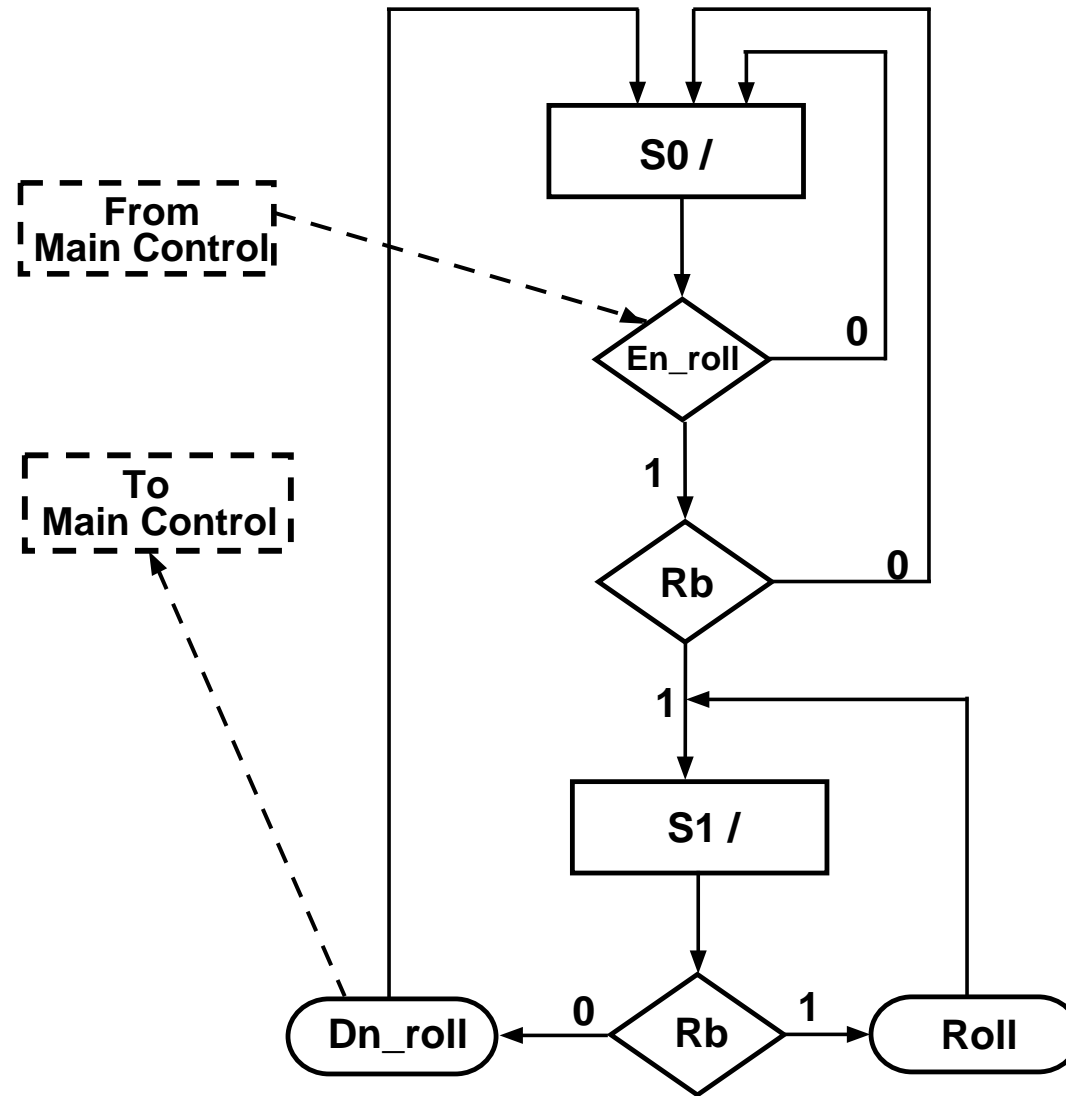 S0 /
From
Main Control
En_roll
0
1
To
Main Control
Rb
0
1
S1 /
Dn_roll
0
Rb
1
Roll